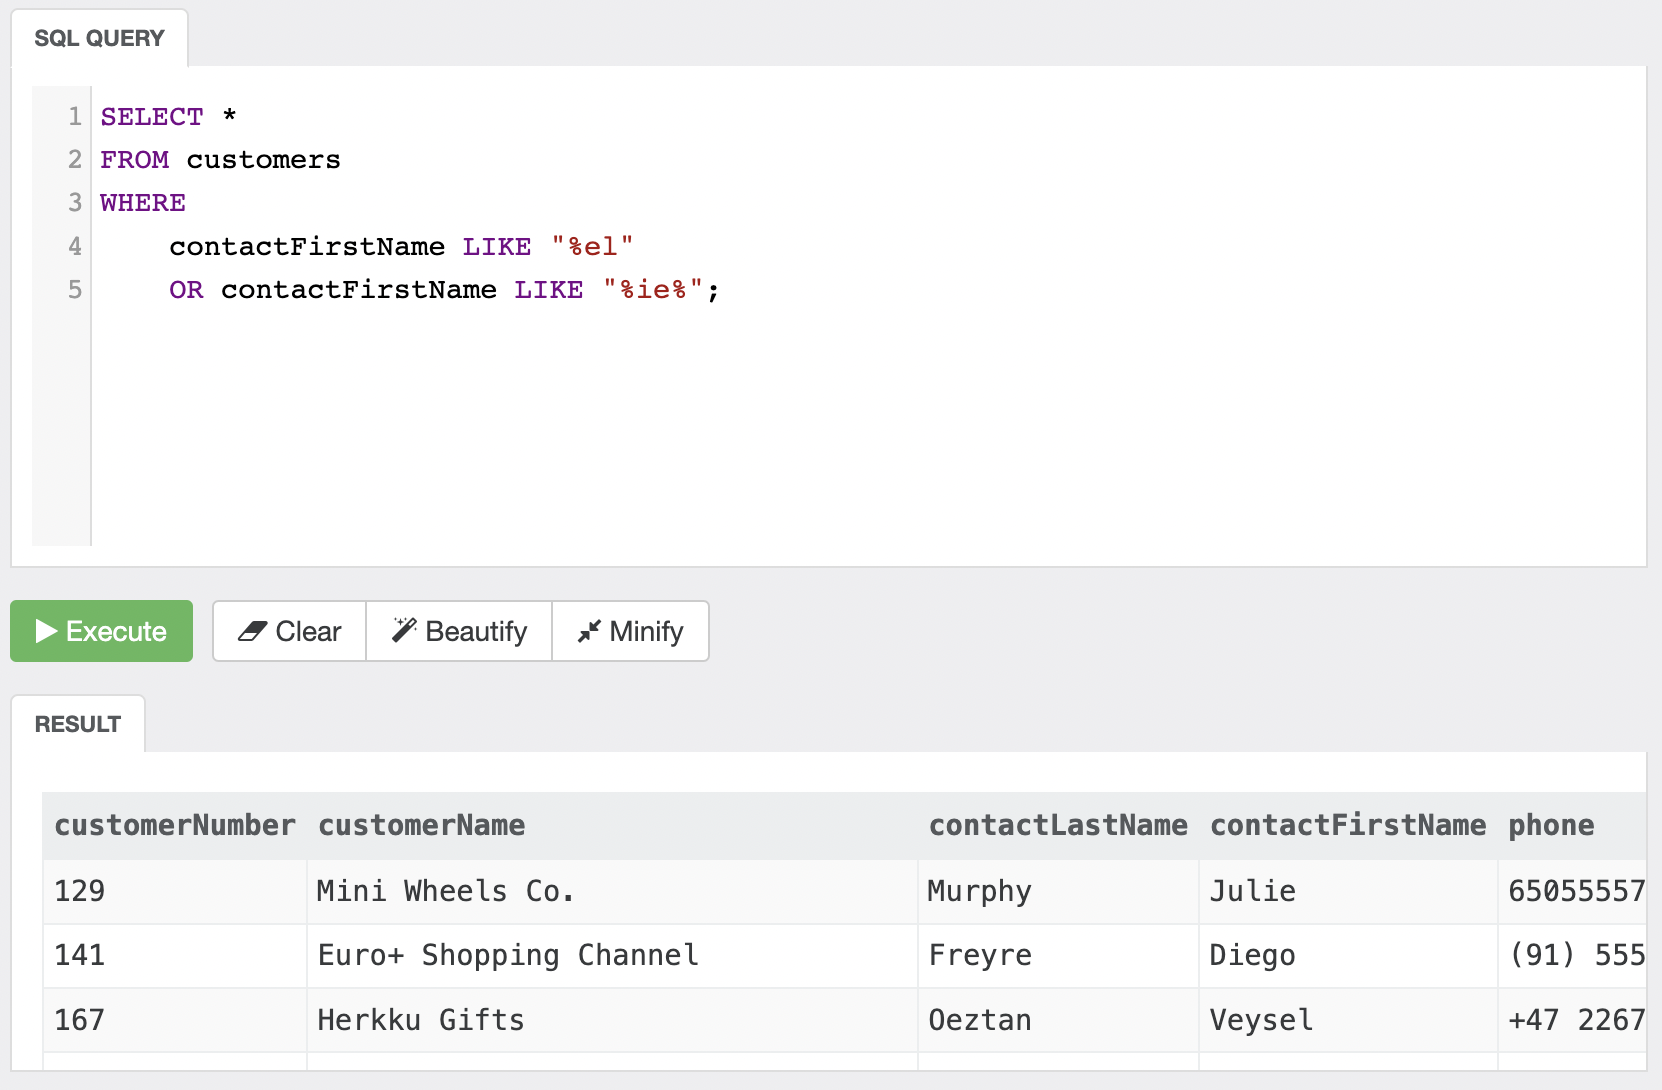 SQL QUERY
1 SELECT *
2 FROM customers
3 WHERE
4 contactFirstName LIKE "%el"
5 OR contactFirstName LIKE "%ie%";
Execute Clear Beautify Minify
RESULT
customerNumber customerName contactLastName contactFirstName phone
129 Mini Wheels Co. Murphy Julie 65055557
141 Euro+ Shopping Channel Freyre Diego (91) 555
167 Herkku Gifts Oeztan Veysel +47 2267